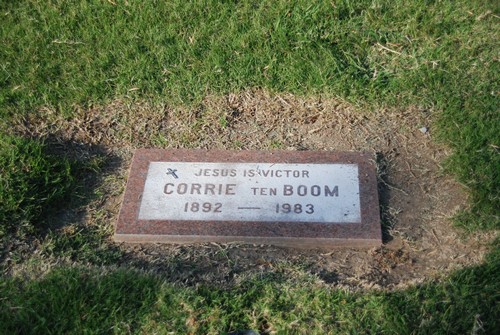 JESUS IS VICTOR
CORRIE TEN BOOM
1892 — 1983